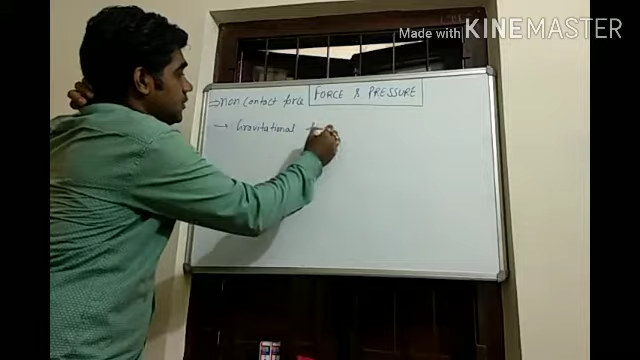 Made with KINEMASTER
⇒ non contact force FORCE & PRESSURE
→ Gravitational